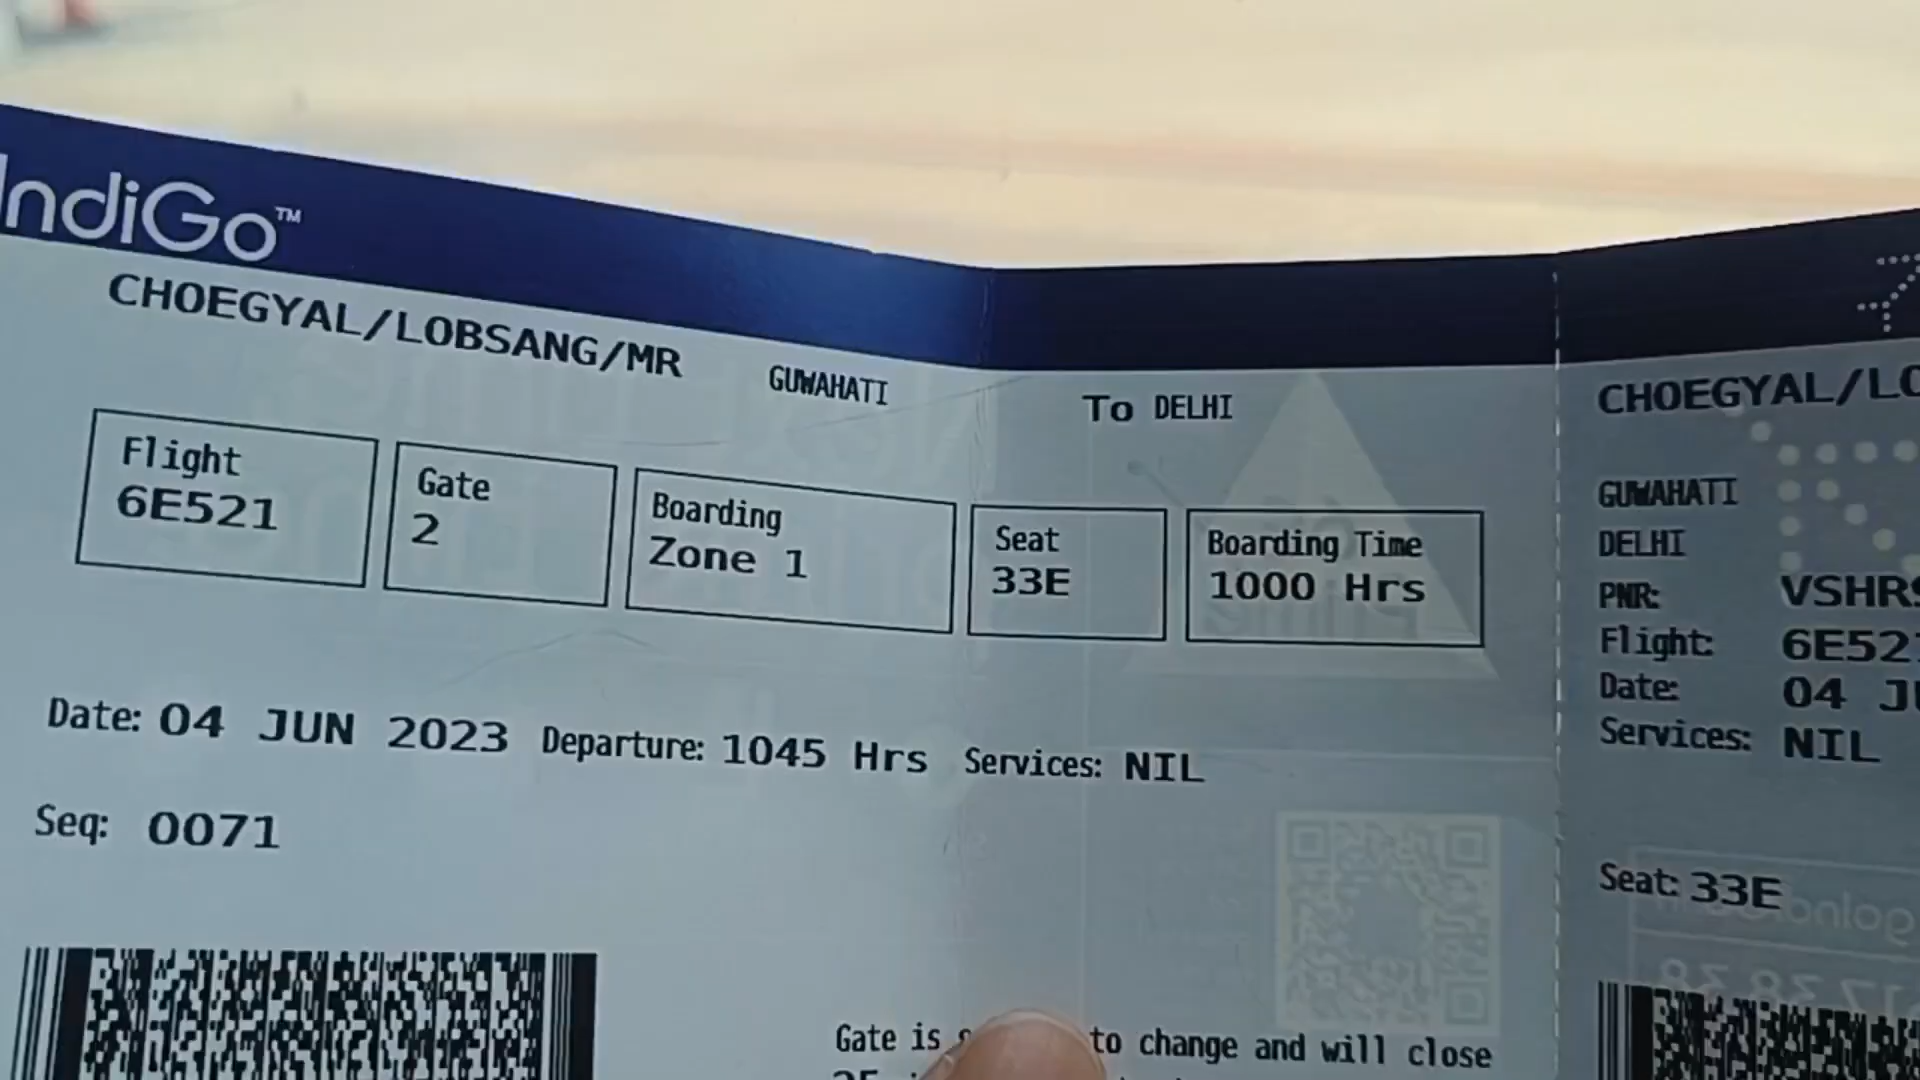 IndiGo™
CHOEGYAL/LOBSANG/MR
GUWAHATI To DELHI
Flight
6E521
Gate
2
Boarding
Zone 1
Seat
33E
Boarding Time
1000 Hrs
Date: 04 JUN 2023 Departure: 1045 Hrs Services: NIL
Seq: 0071
Gate is to change and will close
CHOEGYAL/LO
GUWAHATI
DELHI
PNR: VSHR
Flight: 6E521
Date: 04 JU
Services: NIL
Seat: 33E